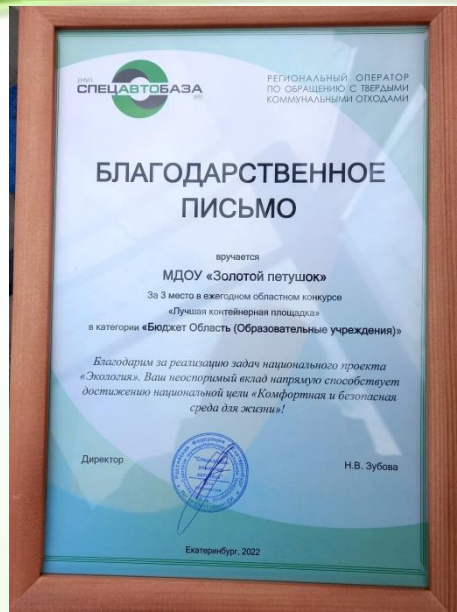 ЕМУП
СПЕЦАВТОБАЗА
РЕГИОНАЛЬНЫЙ ОПЕРАТОР
ПО ОБРАЩЕНИЮ С ТВЕРДЫМИ
КОММУНАЛЬНЫМИ ОТХОДАМИ
БЛАГОДАРСТВЕННОЕ
ПИСЬМО
вручается
МДОУ «Золотой петушок»
За 3 место в ежегодном областном конкурсе
«Лучшая контейнерная площадка»
в категории «Бюджет Область (Образовательные учреждения)»
Благодарим за реализацию задач национального проекта
«Экология». Ваш неоспоримый вклад напрямую способствует
достижению национальной цели «Комфортная и безопасная
среда для жизни»!
Директор
Н.В. Зубова
Екатеринбург, 2022